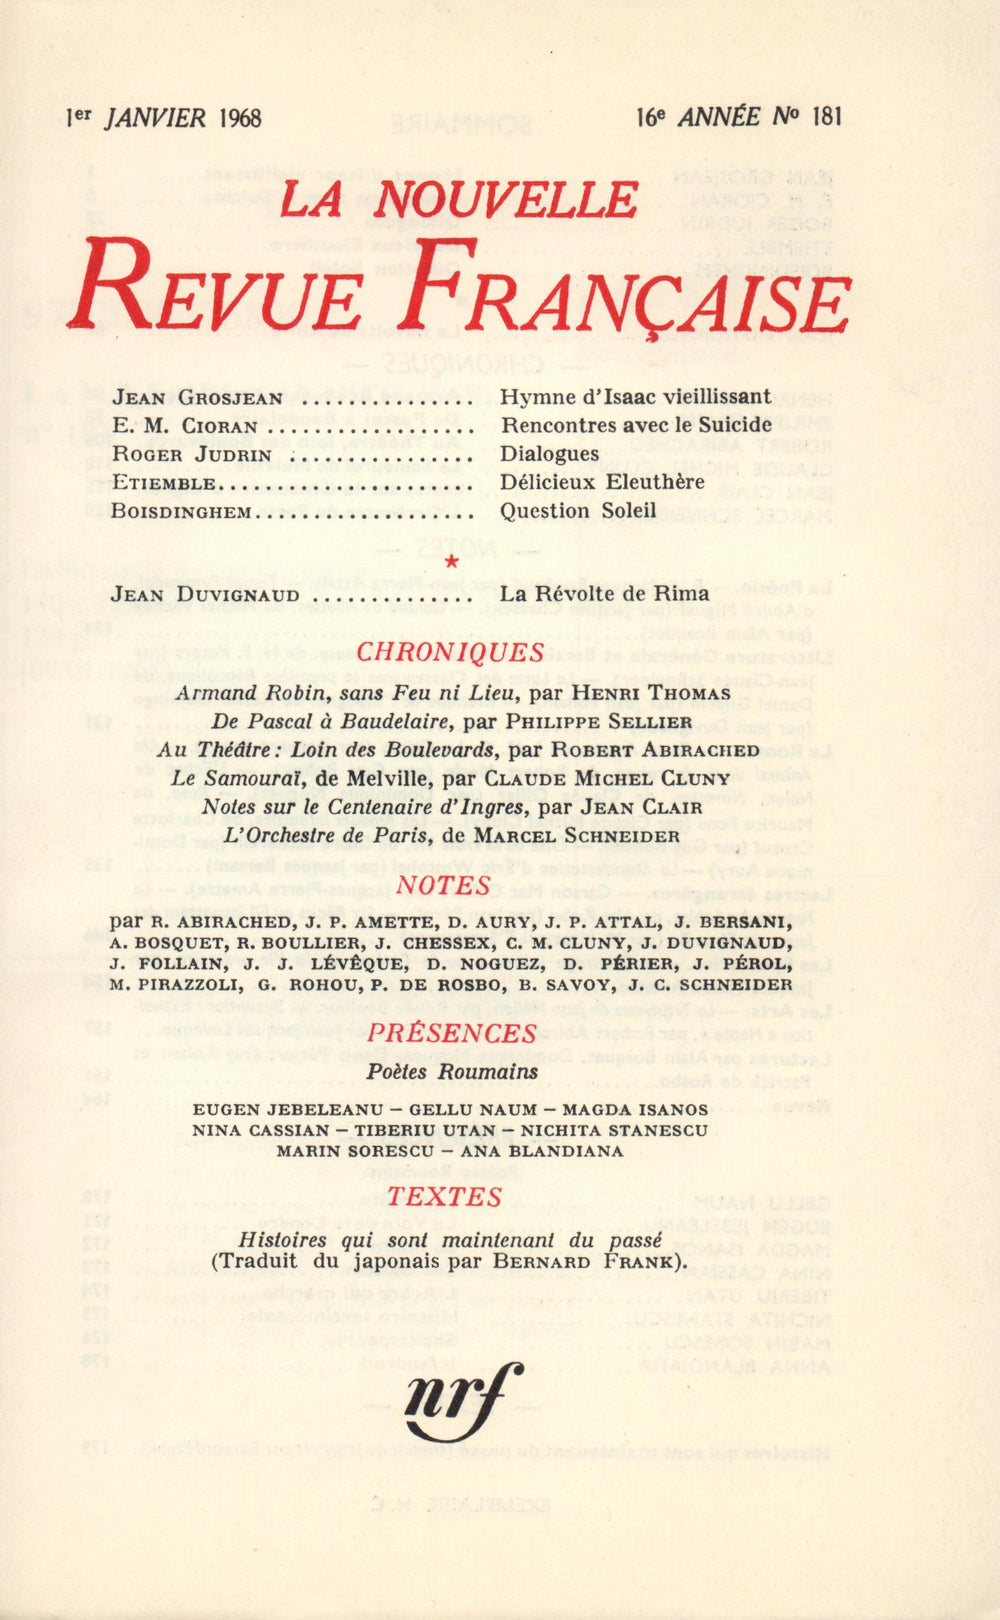 1er JANVIER 1968
16e ANNÉE No 181
LA NOUVELLE
REVUE FRANÇAISE
JEAN GROSJEAN ............... Hymne d'Isaac vieillissant
E. M. CIORAN .................. Rencontres avec le Suicide
ROGER JUDRIN ................ Dialogues
ETIEMBLE...................... Délicieux Eleuthère
BOISDINGHEM................... Question Soleil
★
JEAN DUVIGNAUD .............. La Révolte de Rima
CHRONIQUES
Armand Robin, sans Feu ni Lieu, par HENRI THOMAS
De Pascal à Baudelaire, par PHILIPPE SELLIER
Au Théâtre : Loin des Boulevards, par ROBERT ABIRACHED
Le Samouraï, de Melville, par CLAUDE MICHEL CLUNY
Notes sur le Centenaire d'Ingres, par JEAN CLAIR
L'Orchestre de Paris, de MARCEL SCHNEIDER
NOTES
par R. ABIRACHED, J. P. AMETTE, D. AURY, J. P. ATTAL, J. BERSANI,
A. BOSQUET, R. BOULLIER, J. CHESSEX, C. M. CLUNY, J. DUVIGNAUD,
J. FOLLAIN, J. J. LÉVÊQUE, D. NOGUEZ, D. PÉRIER, J. PÉROL,
M. PIRAZZOLI, G. ROHOU, P. DE ROSBO, B. SAVOY, J. C. SCHNEIDER
PRÉSENCES
Poètes Roumains
EUGEN JEBELEANU – GELLU NAUM – MAGDA ISANOS
NINA CASSIAN – TIBERIU UTAN – NICHITA STANESCU
MARIN SORESCU – ANA BLANDIANA
TEXTES
Histoires qui sont maintenant du passé
(Traduit du japonais par BERNARD FRANK).
nrf